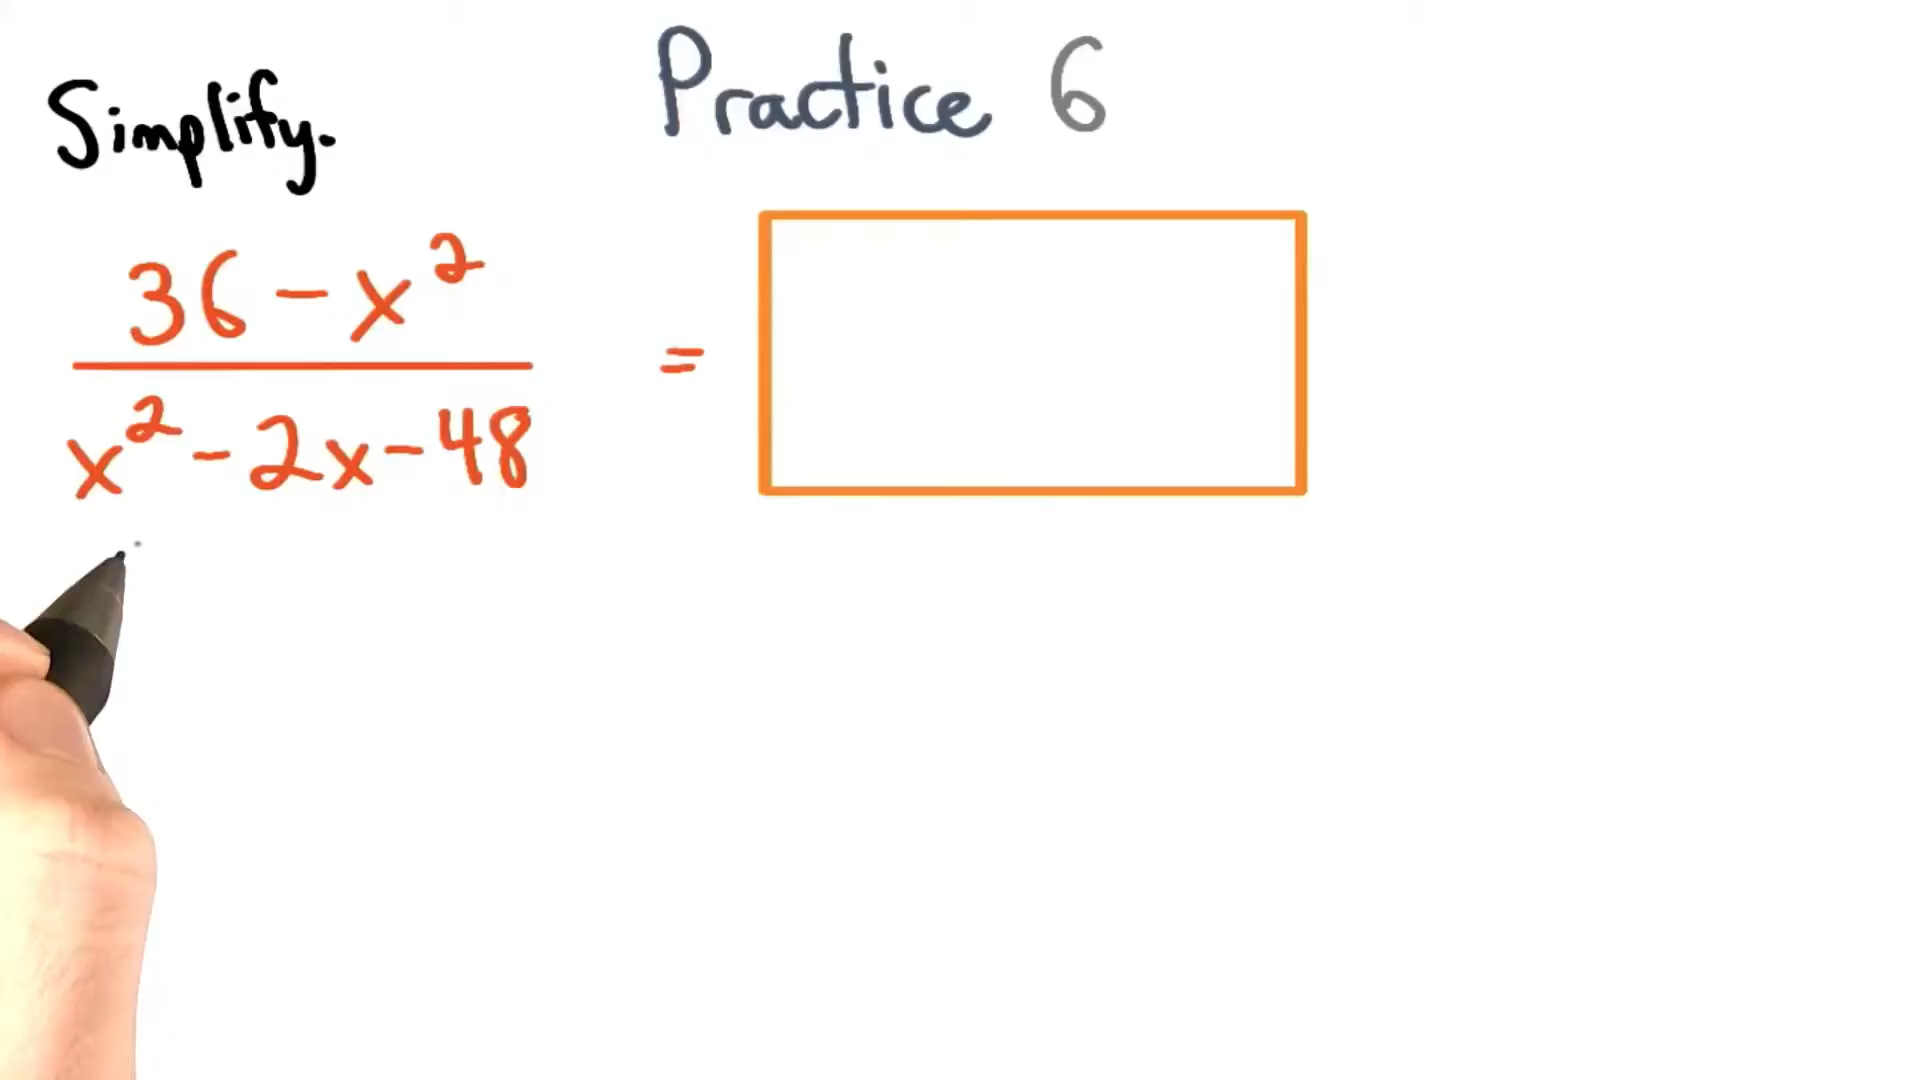 Practice 6
Simplify.
36 - x²
x² - 2x - 48
=